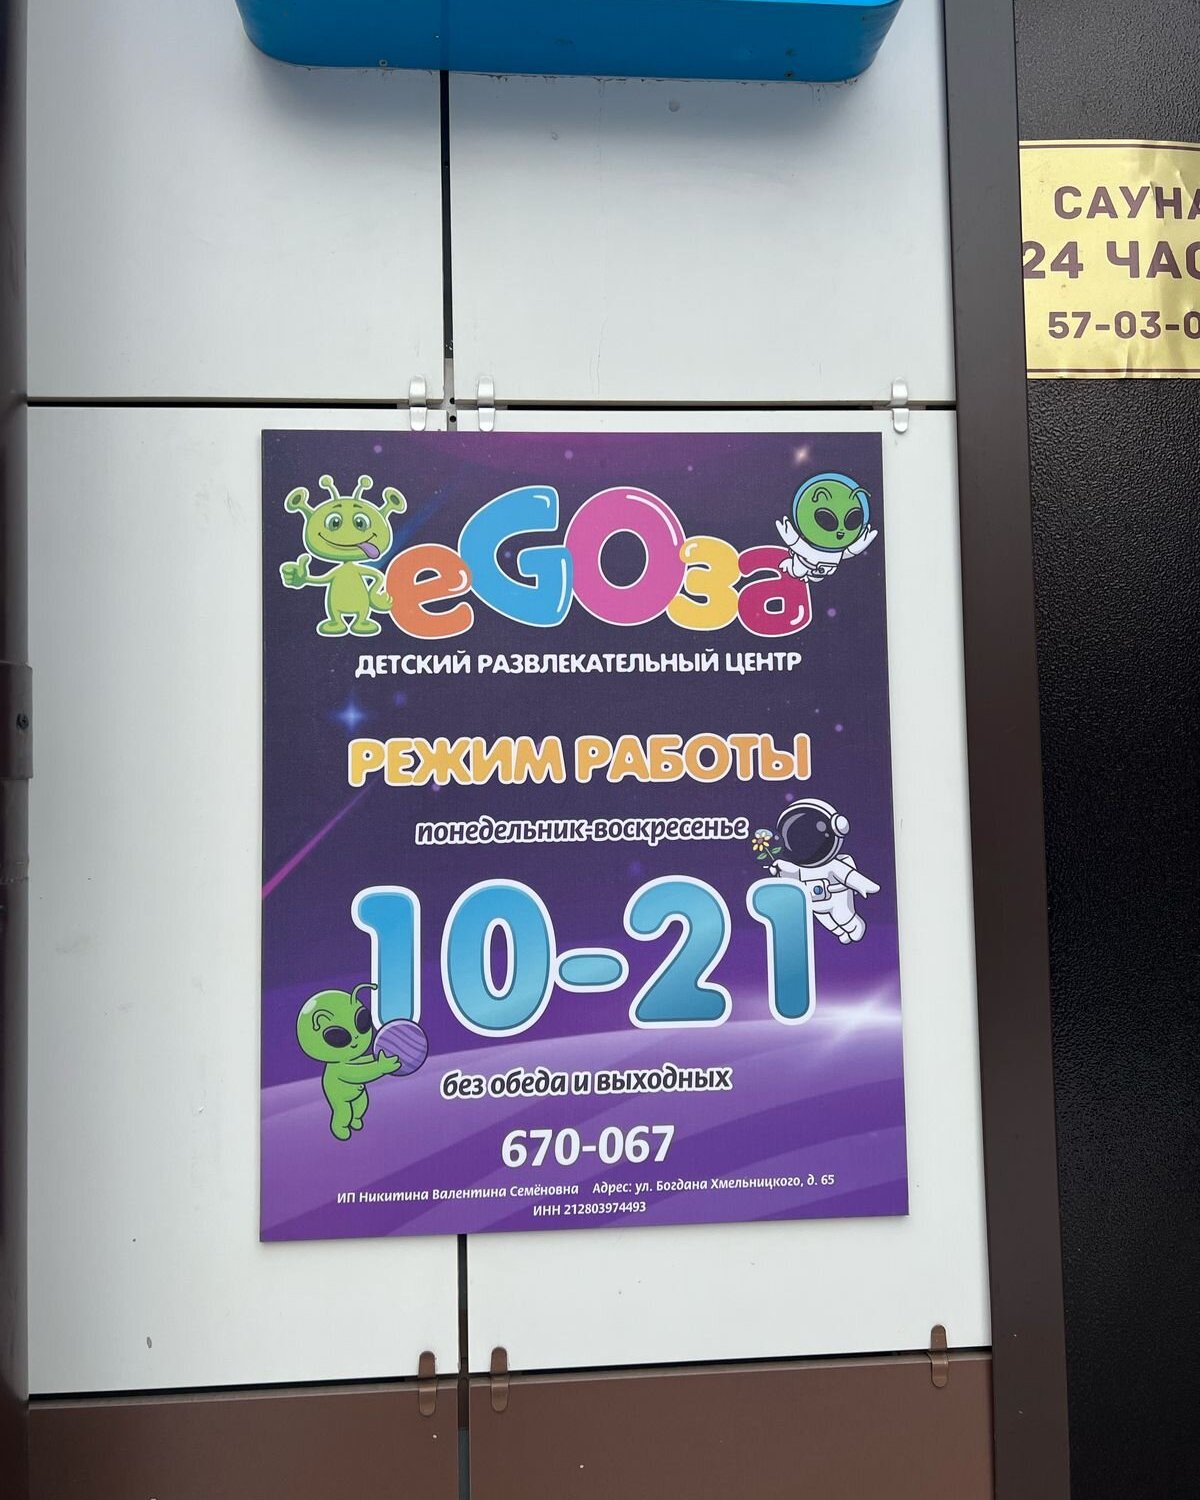 еGОза
ДЕТСКИЙ РАЗВЛЕКАТЕЛЬНЫЙ ЦЕНТР
РЕЖИМ РАБОТЫ
понедельник-воскресенье
10-21
без обеда и выходных
670-067
ИП Никитина Валентина Семёновна Адрес: ул. Богдана Хмельницкого, д. 65
ИНН 212803974493
САУНА
24 ЧАС
57-03-0